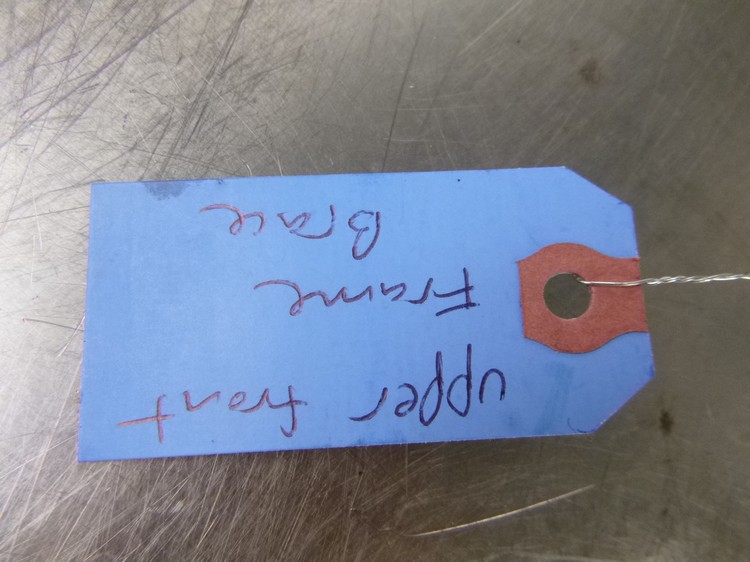 upper front
Frame
Brace